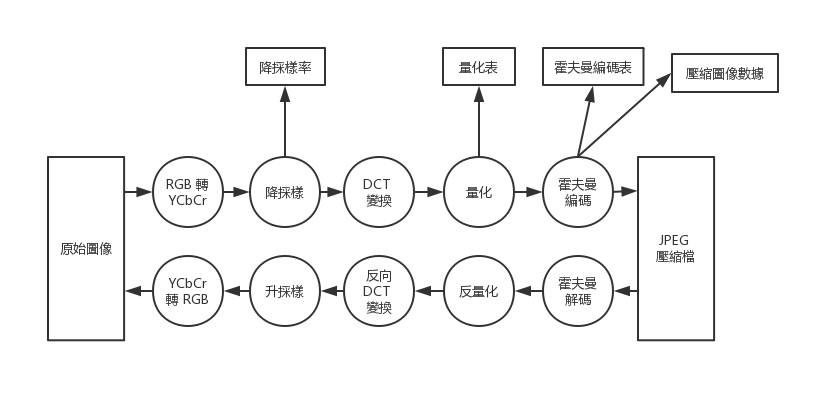 降採樣率
量化表
霍夫曼編碼表
壓縮圖像數據
原始圖像
RGB 轉
YCbCr
降採樣
DCT
變換
量化
霍夫曼
編碼
JPEG
壓縮檔
YCbCr
轉 RGB
升採樣
反向
DCT
變換
反量化
霍夫曼
解碼